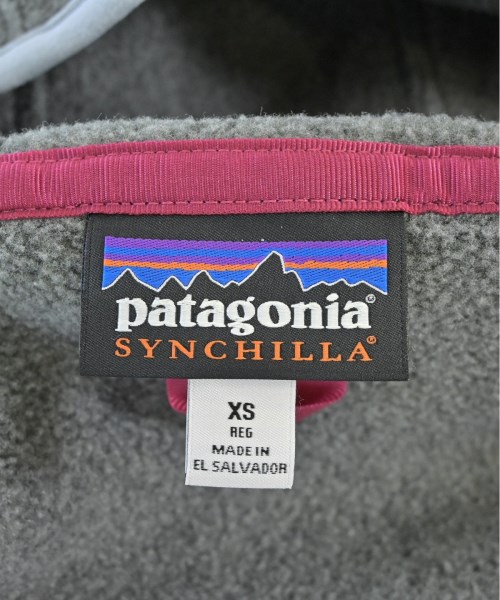 patagonia®
SYNCHILLA®
XS
REG
MADE IN
EL SALVADOR